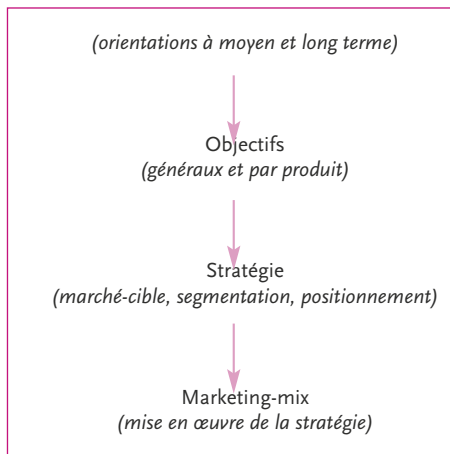 (orientations à moyen et long terme)
Objectifs
(généraux et par produit)
Stratégie
(marché-cible, segmentation, positionnement)
Marketing-mix
(mise en œuvre de la stratégie)